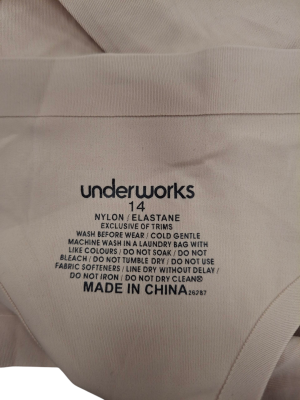 underworks
14
NYLON / ELASTANE
EXCLUSIVE OF TRIMS
WASH BEFORE WEAR / COLD GENTLE
MACHINE WASH IN A LAUNDRY BAG WITH
LIKE COLOURS / DO NOT SOAK / DO NOT
BLEACH / DO NOT TUMBLE DRY / DO NOT USE
FABRIC SOFTENERS / LINE DRY WITHOUT DELAY /
DO NOT IRON / DO NOT DRY CLEAN®
MADE IN CHINA 26787